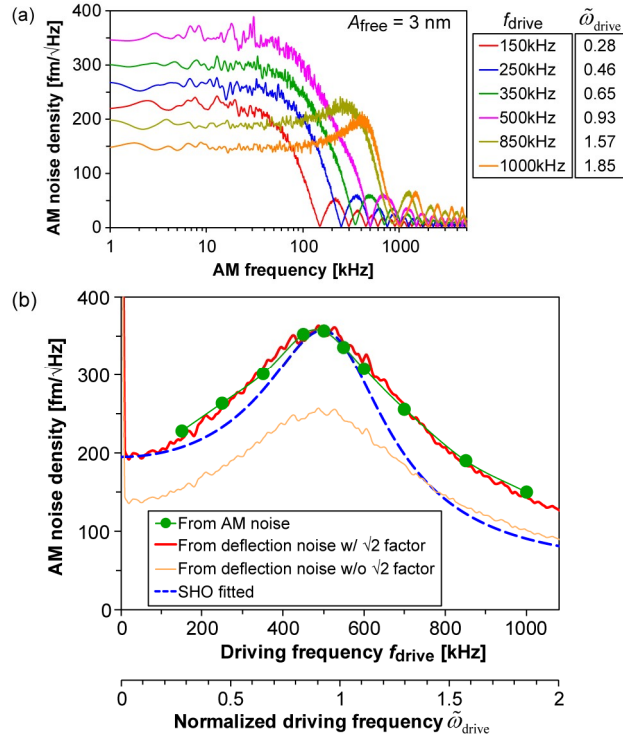 (a)
A_free = 3 nm
AM noise density [fm/√Hz]
400
300
200
100
0
1
10
100
1000
AM frequency [kHz]
f_drive ω̃_drive
150kHz 0.28
250kHz 0.46
350kHz 0.65
500kHz 0.93
850kHz 1.57
1000kHz 1.85
(b)
AM noise density [fm/√Hz]
400
300
200
100
0
From AM noise
From deflection noise w/ √2 factor
From deflection noise w/o √2 factor
SHO fitted
0 200 400 600 800 1000
Driving frequency f_drive [kHz]
0 0.5 1 1.5 2
Normalized driving frequency ω̃_drive